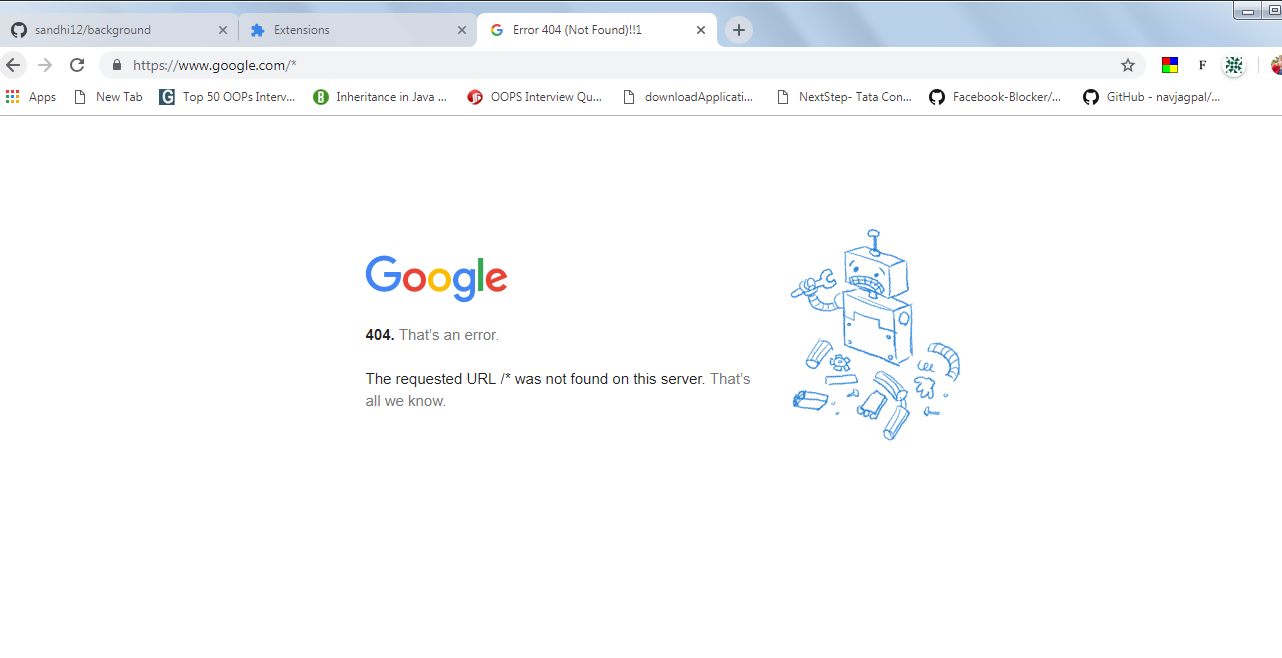 sandhi12/background
Extensions
Error 404 (Not Found)!!1
https://www.google.com/*
Apps
New Tab
Top 50 OOPs Interv...
Inheritance in Java ...
OOPS Interview Qu...
downloadApplicati...
NextStep- Tata Con...
Facebook-Blocker/...
GitHub - navjagpal/...
F
Google
404. That's an error.
The requested URL /* was not found on this server. That's
all we know.